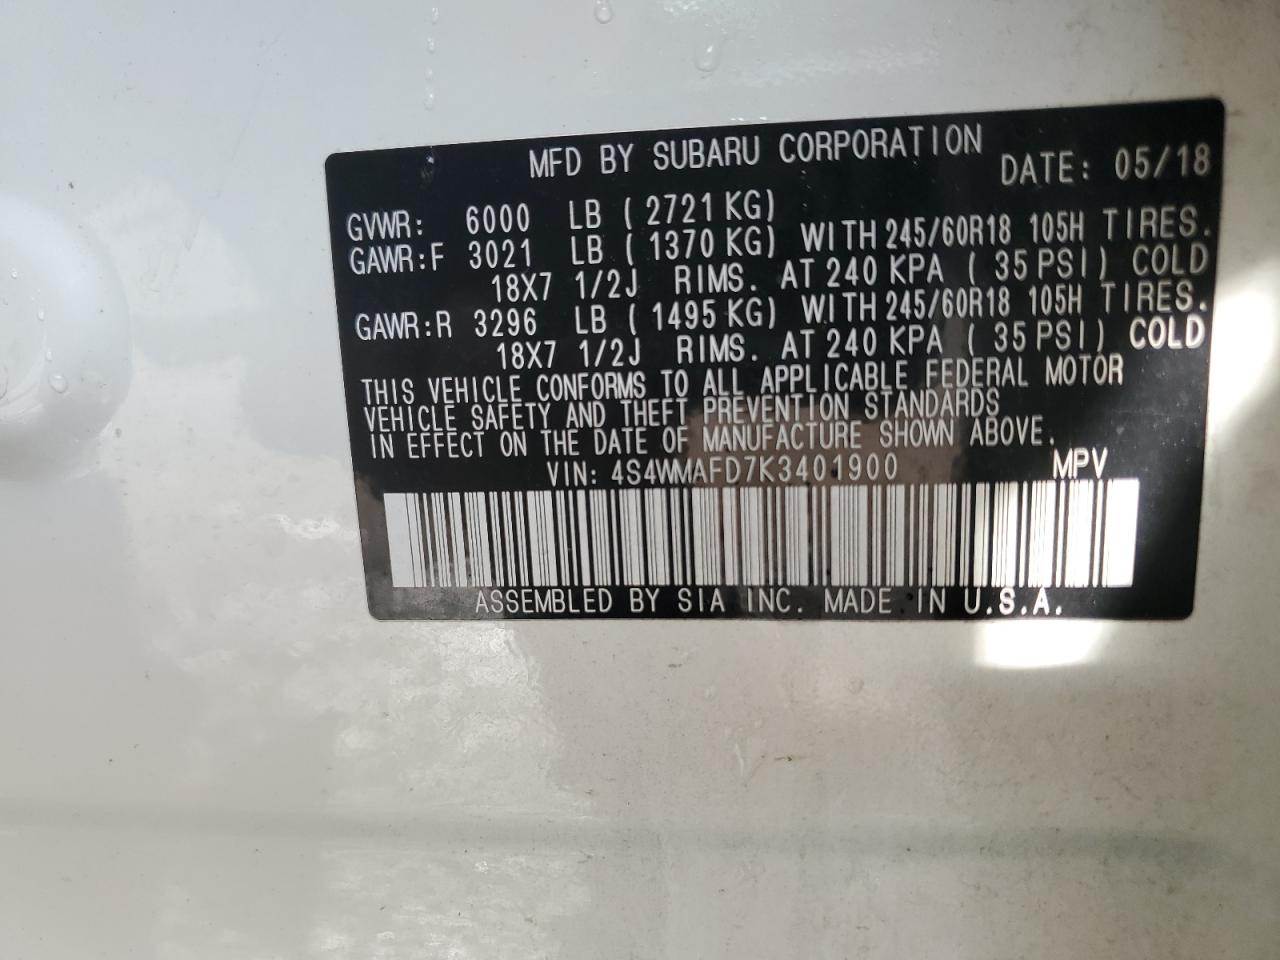 MFD BY SUBARU CORPORATION DATE: 05/18
GVWR: 6000 LB ( 2721 KG)
GAWR:F 3021 LB ( 1370 KG) WITH 245/60R18 105H TIRES.
18X7 1/2J RIMS. AT 240 KPA ( 35 PSI) COLD
GAWR:R 3296 LB ( 1495 KG) WITH 245/60R18 105H TIRES.
18X7 1/2J RIMS. AT 240 KPA ( 35 PSI) COLD
THIS VEHICLE CONFORMS TO ALL APPLICABLE FEDERAL MOTOR
VEHICLE SAFETY AND THEFT PREVENTION STANDARDS
IN EFFECT ON THE DATE OF MANUFACTURE SHOWN ABOVE.
VIN: 4S4WMAFD7K3401900 MPV
ASSEMBLED BY SIA INC. MADE IN U.S.A.